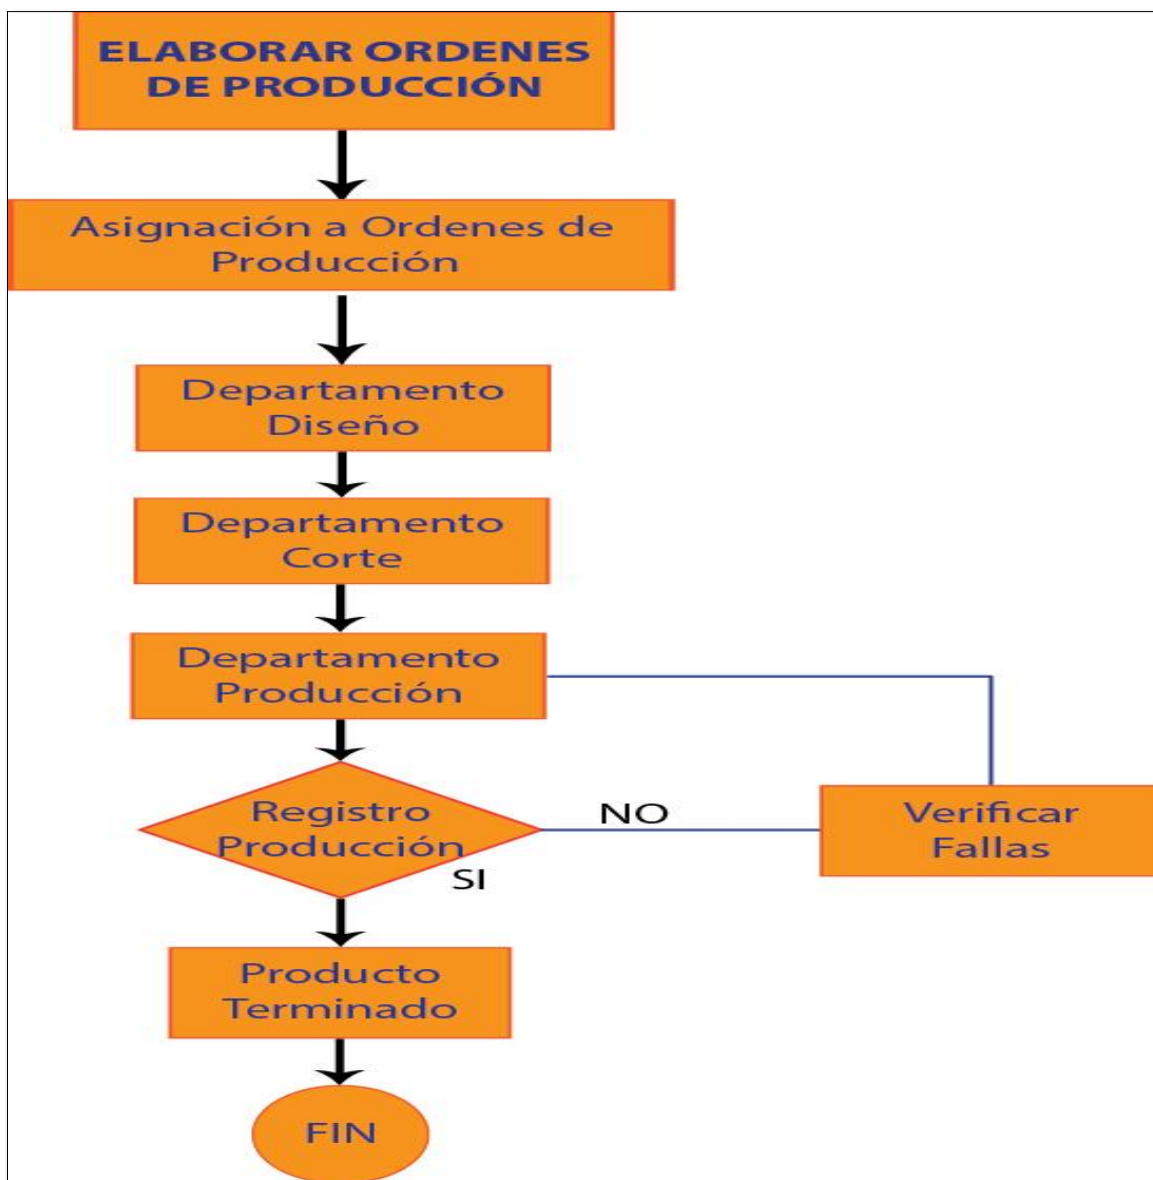 ELABORAR ORDENES
DE PRODUCCIÓN
Asignación a Ordenes de
Producción
Departamento
Diseño
Departamento
Corte
Departamento
Producción
Registro
Producción
NO
Verificar
Fallas
SI
Producto
Terminado
FIN